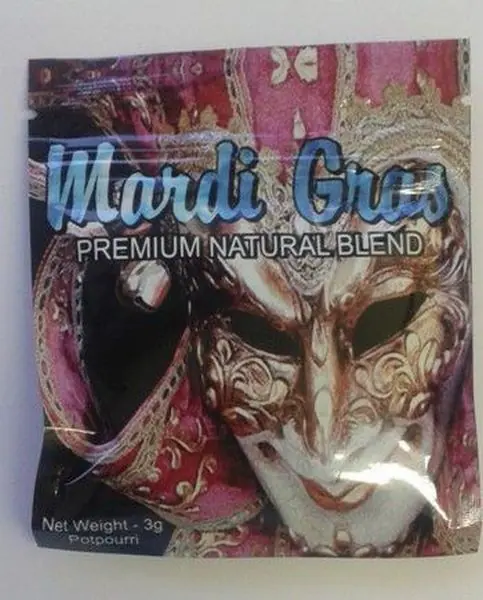 Mardi Gras
PREMIUM NATURAL BLEND
Net Weight - 3g
Potpourri